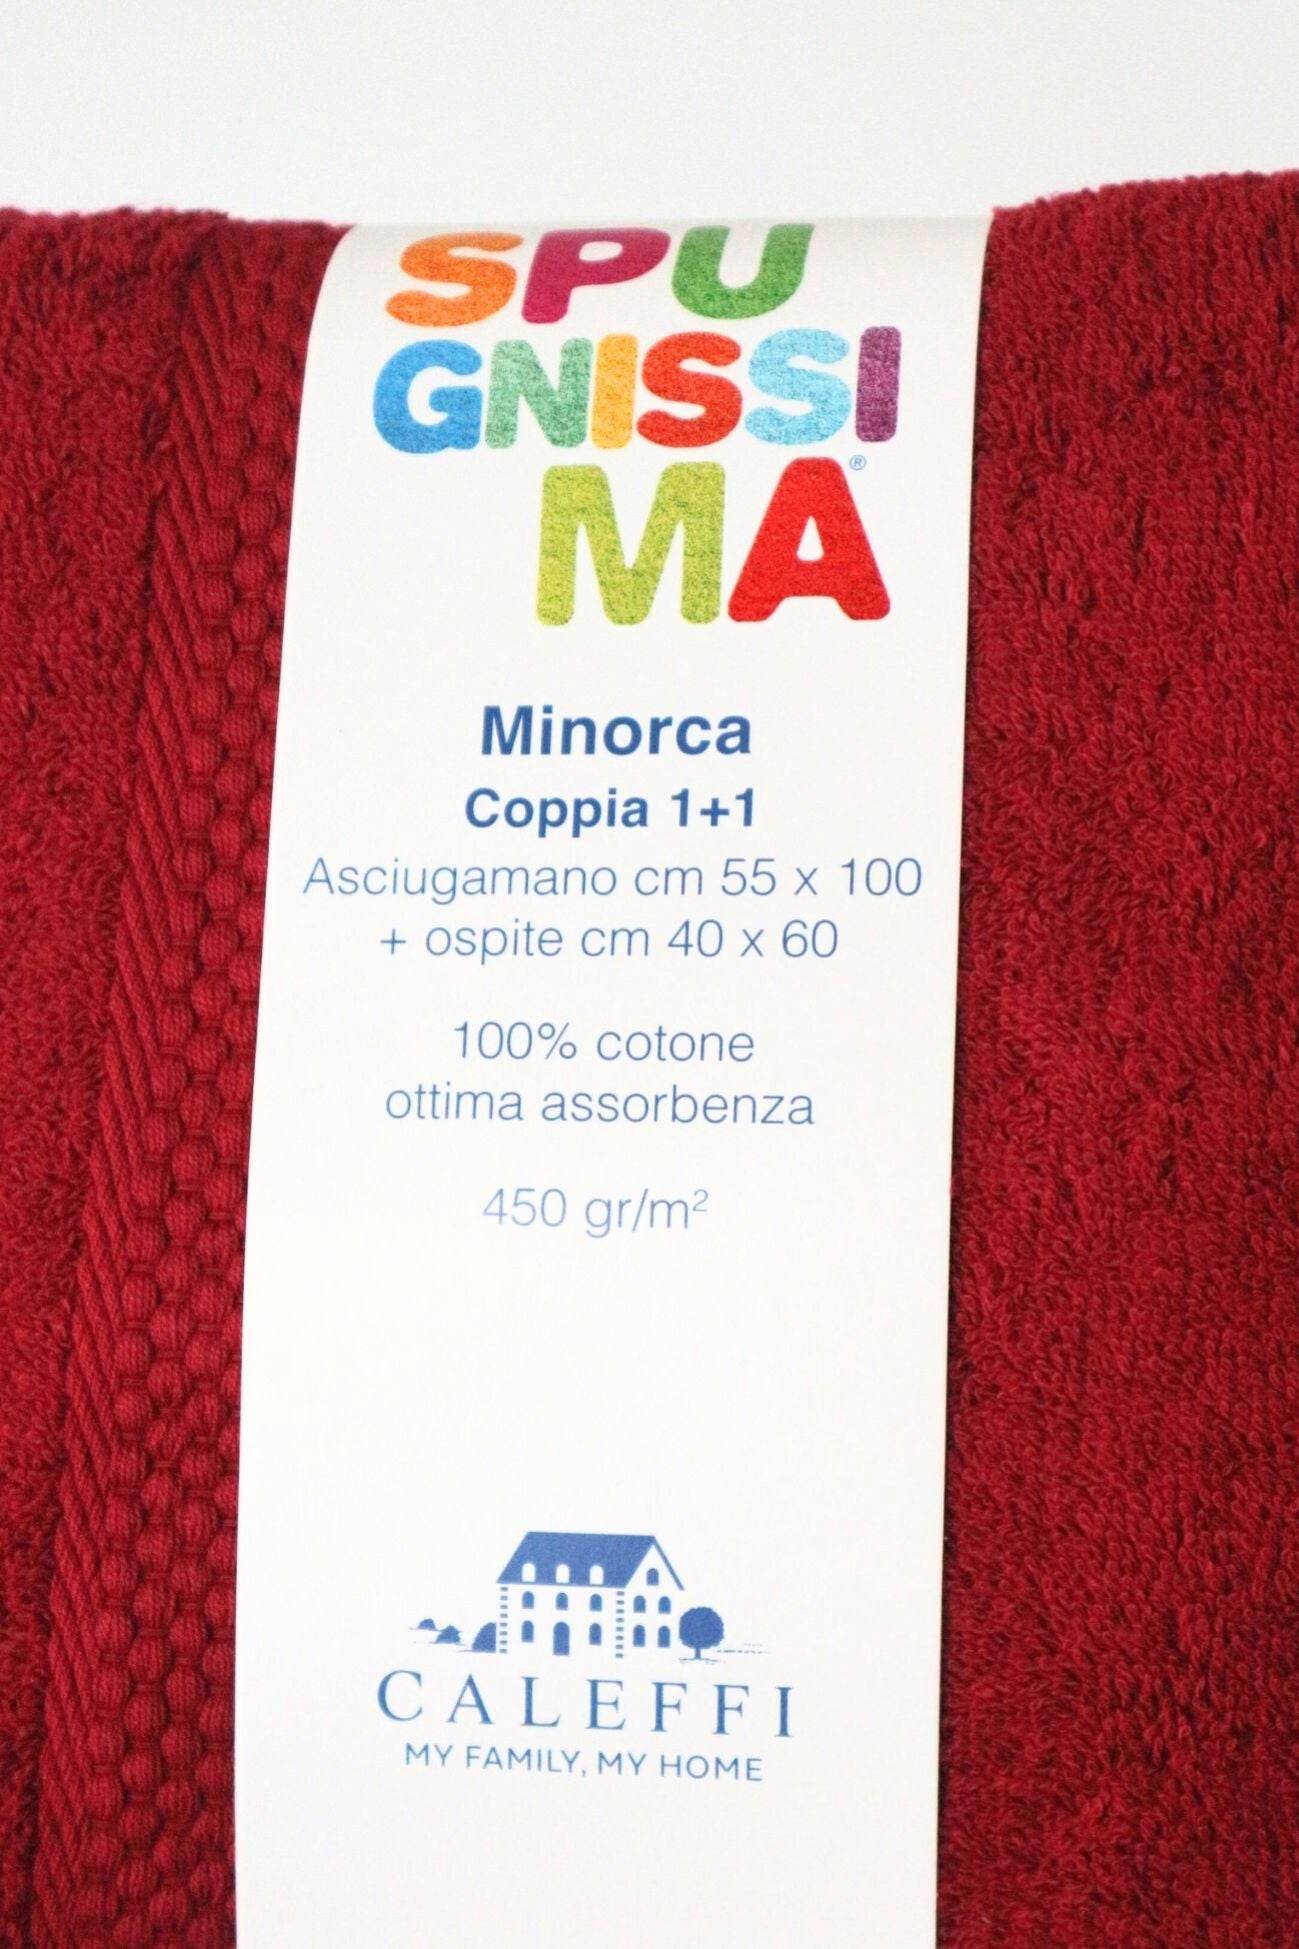 SPU
GNISSI
MA®
Minorca
Coppia 1+1
Asciugamano cm 55 x 100
+ ospite cm 40 x 60
100% cotone
ottima assorbenza
450 gr/m²
CALEFFI
MY FAMILY, MY HOME